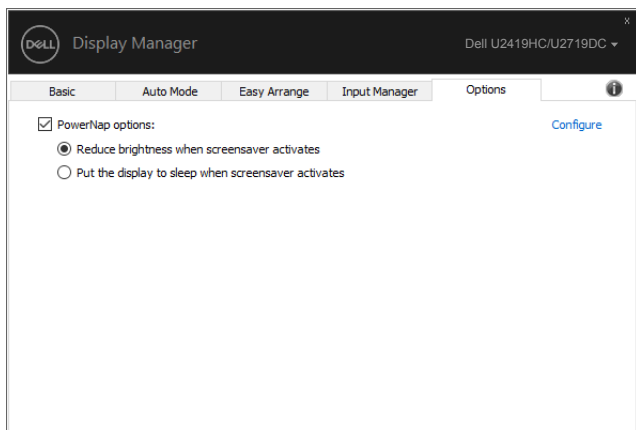 x
DELL Display Manager Dell U2419HC/U2719DC
Basic Auto Mode Easy Arrange Input Manager Options i
PowerNap options: Configure
Reduce brightness when screensaver activates
Put the display to sleep when screensaver activates